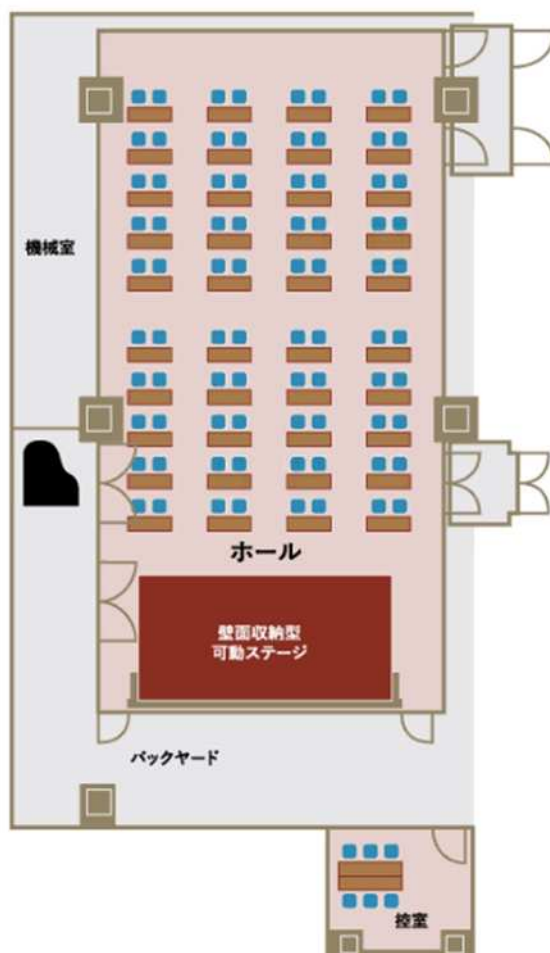 機械室
ホール
壁面収納型
可動ステージ
バックヤード
控室